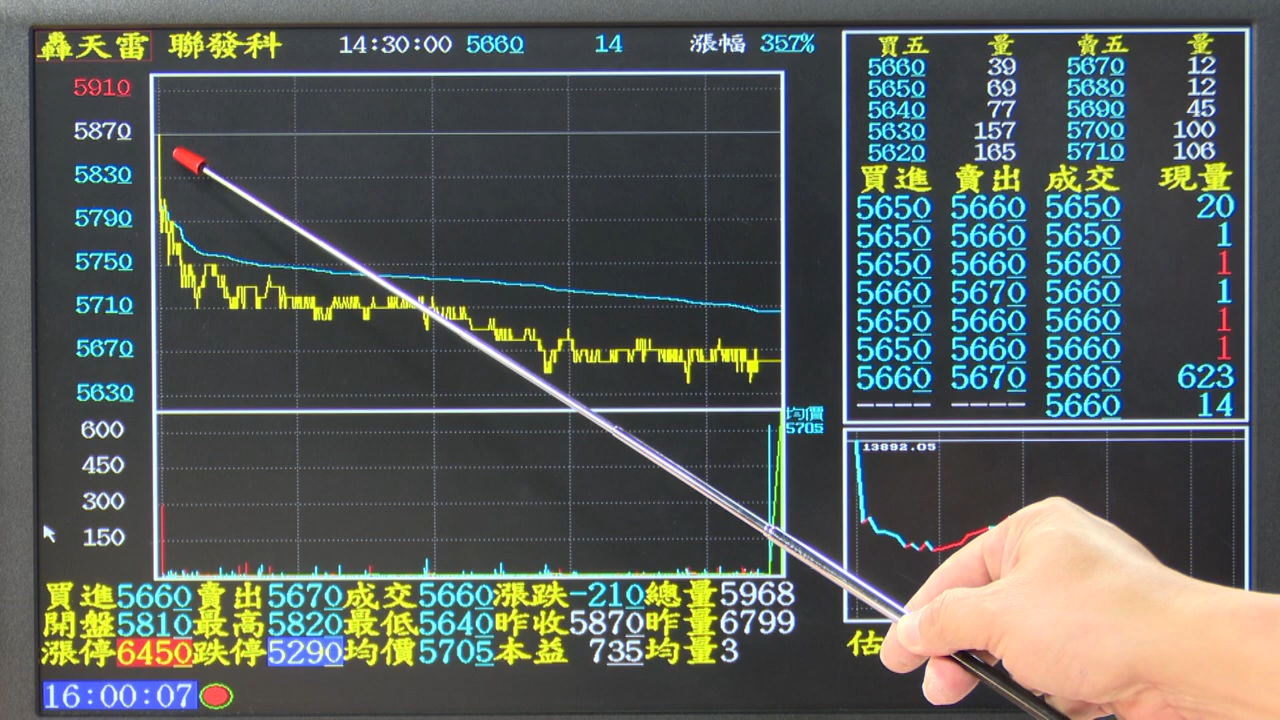 轟天雷 聯發科 14:30:00 5660 14 漲幅 357%
5910
5870
5830
5790
5750
5710
5670
5630
600
450
300
150
均價
5705
買五 量 賣五 量
5660 39 5670 12
5650 69 5680 12
5640 77 5690 45
5630 157 5700 100
5620 165 5710 106
買進 賣出 成交 現量
5650 5660 5650 20
5650 5660 5650 1
5650 5660 5660 1
5660 5670 5660 1
5650 5660 5660 1
5650 5660 5660 1
5660 5670 5660 623
---- ---- 5660 14
13892.05
估
買進5660賣出5670成交5660漲跌-210總量5968
開盤5810最高5820最低5640昨收5870昨量6799
漲停6450跌停5290均價5705本益 735均量3
16:00:07